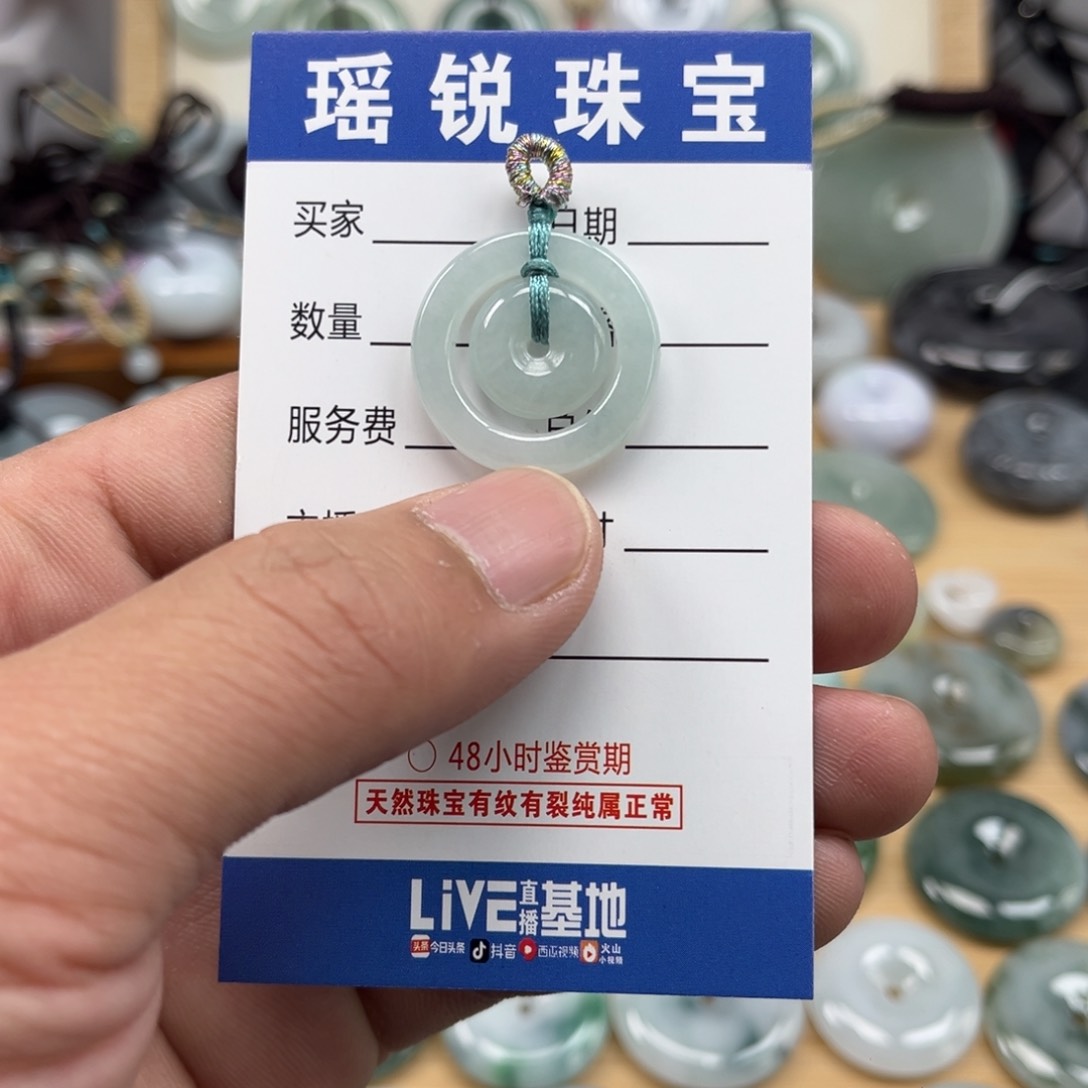 瑶锐珠宝
买家 日期
数量
服务费
48小时鉴赏期
天然珠宝有纹有裂纯属正常
LiVE直播基地
头条 今日头条 抖音 西瓜视频 火山小视频